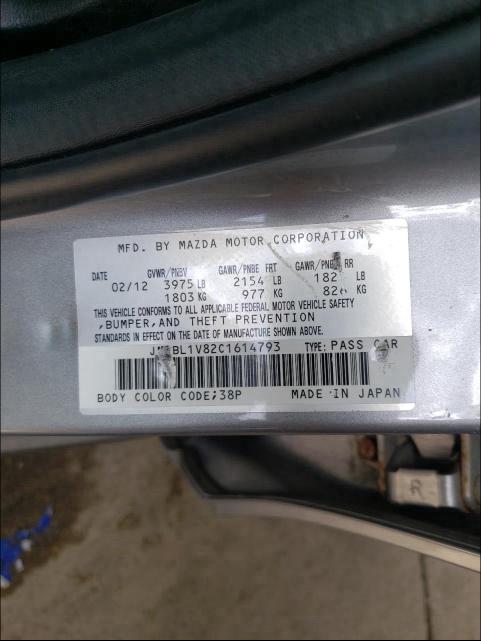 MFD. BY MAZDA MOTOR CORPORATION
DATE GVWR/PNBV GAWR/PNBE FRT GAWR/PNBE RR
02/12 3975 LB 2154 LB LB
1803 KG 977 KG KG
THIS VEHICLE CONFORMS TO ALL APPLICABLE FEDERAL MOTOR VEHICLE SAFETY
,BUMPER,AND THEFT PREVENTION
STANDARDS IN EFFECT ON THE DATE OF MANUFACTURE SHOWN ABOVE.
TYPE: PASS CAR
BODY COLOR CODE;38P MADE IN JAPAN
R